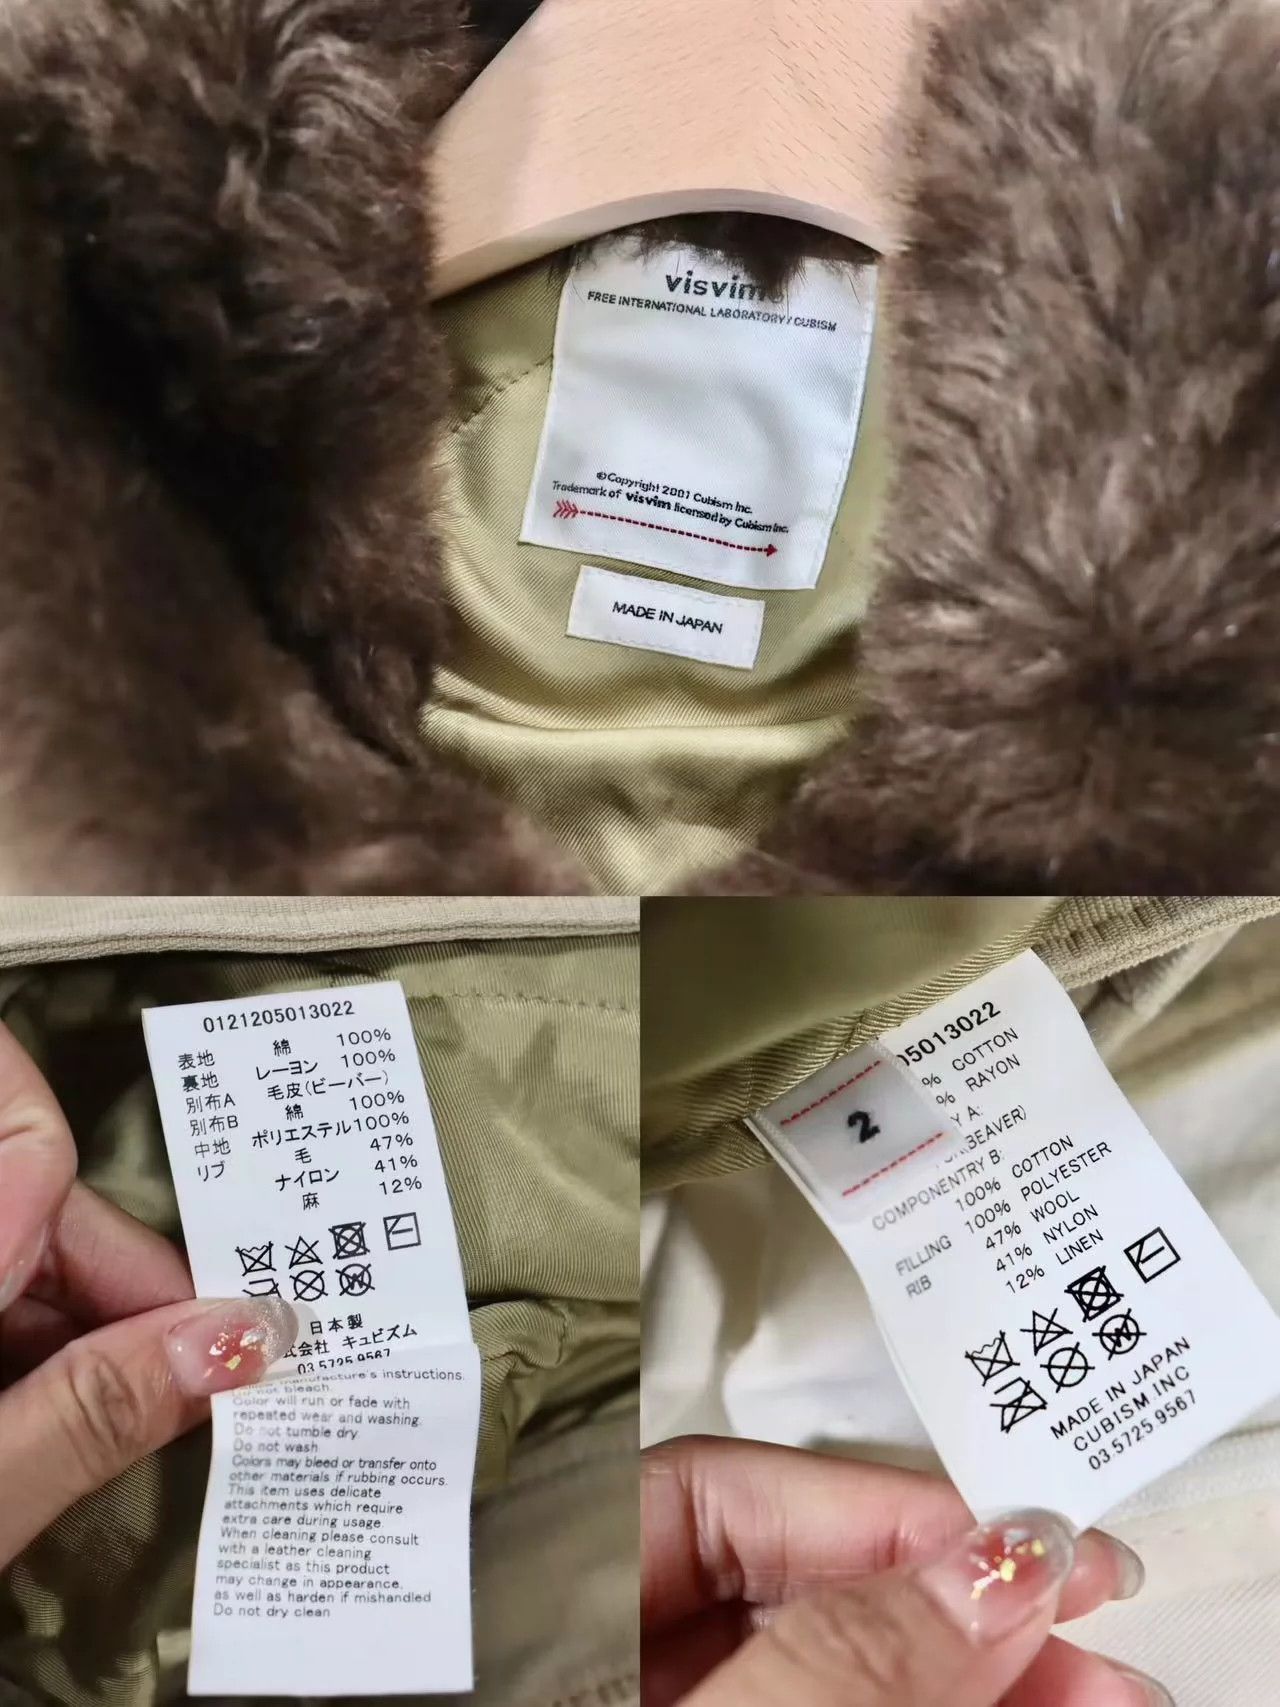 visvim
FREE INTERNATIONAL LABORATORY / CUBISM
©Copyright 2001 Cubism Inc.
Trademark of visvim licensed by Cubism Inc.
MADE IN JAPAN
0121205013022
表地 綿 100%
裏地 レーヨン 100%
別布A 毛皮(ビーバー)
別布B 綿 100%
中地 ポリエステル100%
リブ 毛 47%
ナイロン 41%
麻 12%
日本製
式会社 キュビズム
03.5725.9567
manufacture's instructions.
Do not bleach.
Color will run or fade with
repeated wear and washing.
Do not tumble dry
Do not wash
Colors may bleed or transfer onto
other materials if rubbing occurs.
This item uses delicate
attachments which require
extra care during usage
When cleaning please consult
with a leather cleaning
specialist as this product
may change in appearance,
as well as harden if mishandled
Do not dry clean
2
05013022
% COTTON
% RAYON
Y A:
BEAVER)
COMPONENTRY B:
100% COTTON
FILLING 100% POLYESTER
RIB 47% WOOL
41% NYLON
12% LINEN
MADE IN JAPAN
CUBISM.INC
03.5725.9567